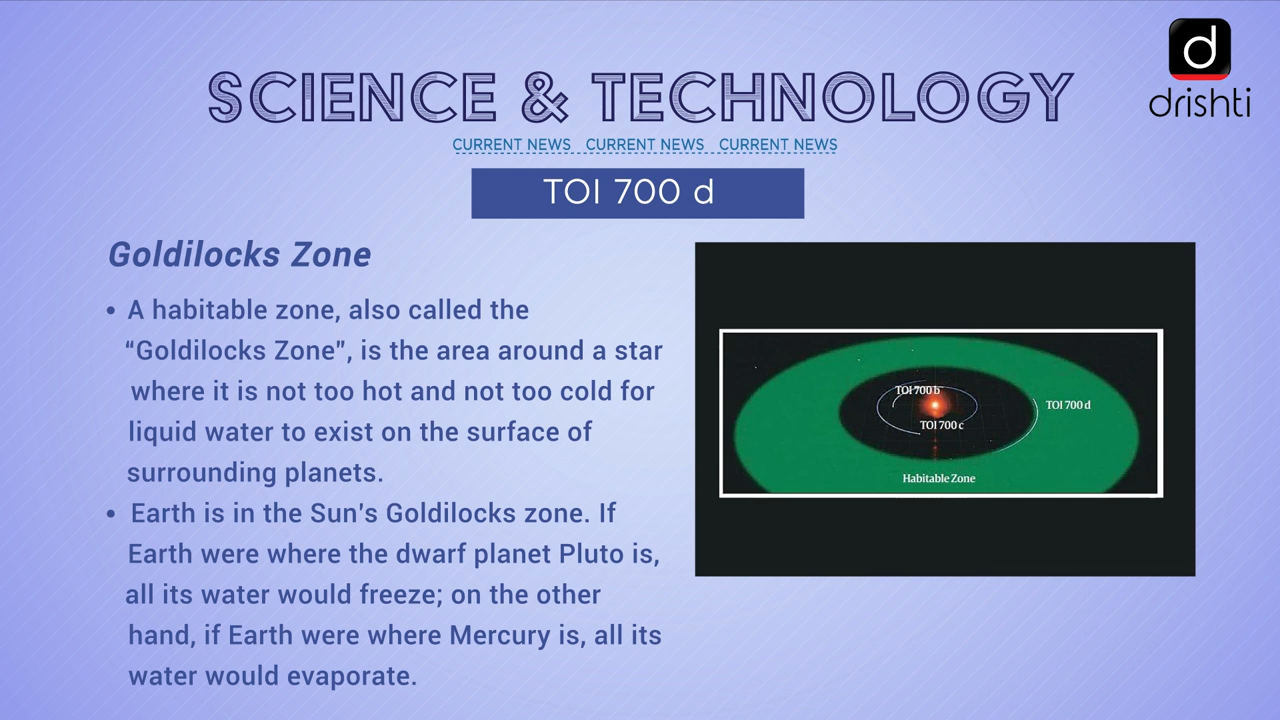 d
drishti
SCIENCE & TECHNOLOGY
CURRENT NEWS CURRENT NEWS CURRENT NEWS
TOI 700 d
Goldilocks Zone
• A habitable zone, also called the
“Goldilocks Zone”, is the area around a star
where it is not too hot and not too cold for
liquid water to exist on the surface of
surrounding planets.
• Earth is in the Sun's Goldilocks zone. If
Earth were where the dwarf planet Pluto is,
all its water would freeze; on the other
hand, if Earth were where Mercury is, all its
water would evaporate.
TOI 700 b
TOI 700 d
TOI 700 c
Habitable Zone